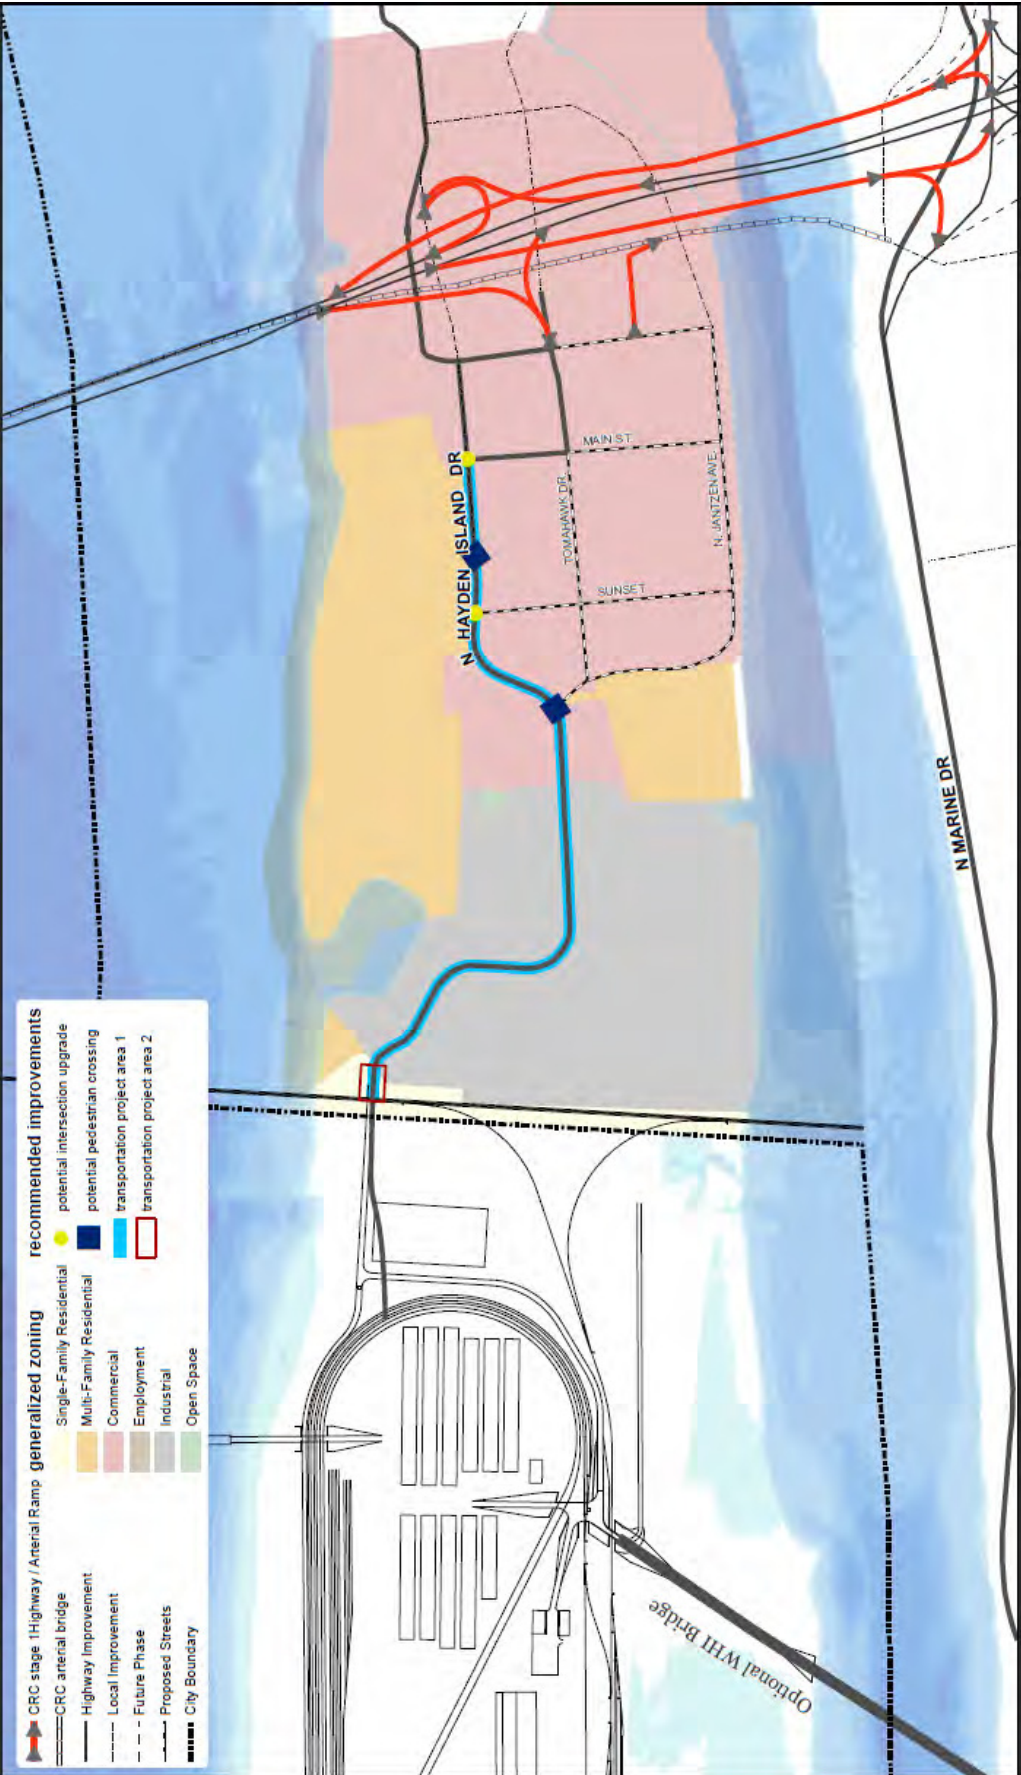 CRC stage 1Highway / Arterial Ramp
CRC arterial bridge
Highway Improvement
Local Improvement
Future Phase
Proposed Streets
City Boundary
generalized zoning
Single-Family Residential
Multi-Family Residential
Commercial
Employment
Industrial
Open Space
recommended improvements
potential intersection upgrade
potential pedestrian crossing
transportation project area 1
transportation project area 2
N HAYDEN ISLAND DR
MAIN ST
TOMAHAWK DR
N. JANTZEN AVE.
SUNSET
N MARINE DR
Optional WHI Bridge